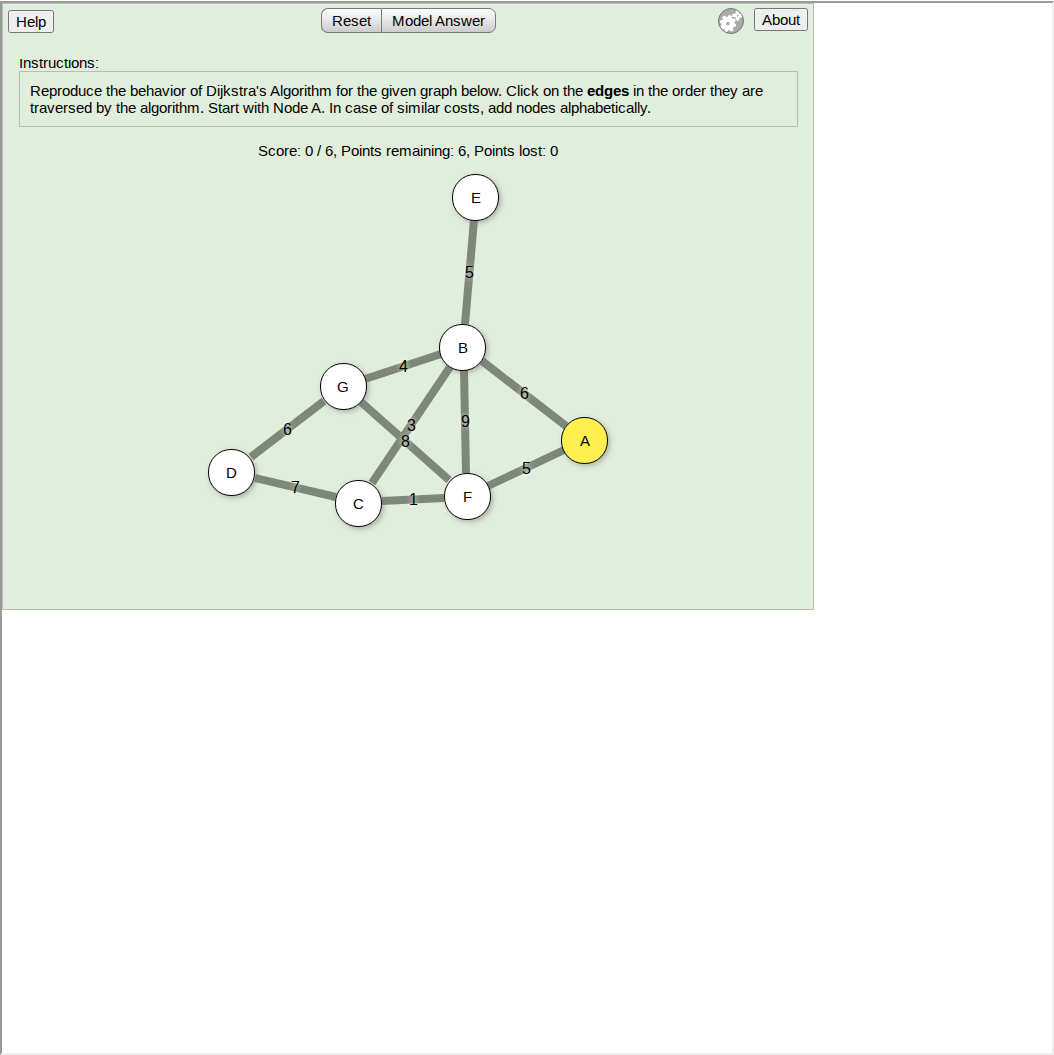 Help
Reset
Model Answer
About
Instructions:
Reproduce the behavior of Dijkstra's Algorithm for the given graph below. Click on the edges in the order they are
traversed by the algorithm. Start with Node A. In case of similar costs, add nodes alphabetically.
Score: 0 / 6, Points remaining: 6, Points lost: 0
E
5
B
4
G
6
3
9
6
8
A
5
D
7
C
1
F